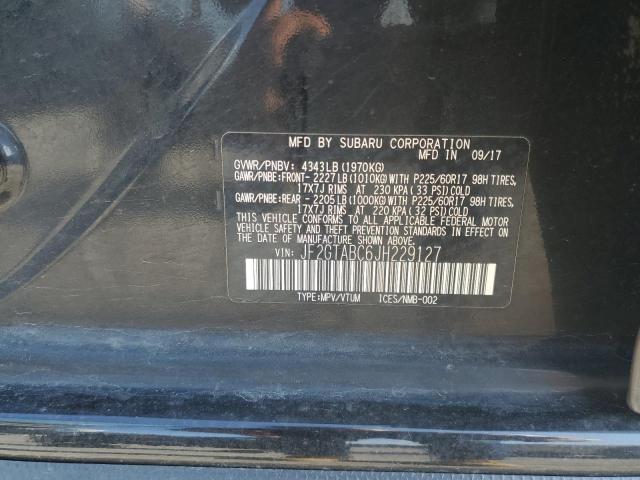 MFD BY SUBARU CORPORATION
MFD IN 09/17
GVWR/PNBV: 4343LB(1970KG)
GAWR/PNBE:FRONT- 2227LB(1010KG)WITH P225/60R17 98H TIRES,
17X7J RIMS AT 230 KPA(33 PSI)COLD
GAWR/PNBE:REAR - 2205LB(1000KG)WITH P225/60R17 98H TIRES,
17X7J RIMS AT 220 KPA(32 PSI)COLD
THIS VEHICLE CONFORMS TO ALL APPLICABLE FEDERAL MOTOR
VEHICLE SAFETY AND THEFT PREVENTION STANDARDS IN EFFECT
ON THE DATE OF MANUFACTURE SHOWN ABOVE.
VIN: JF2GTABC6JH229127
TYPE:MPV/VTUM ICES/NMB-002